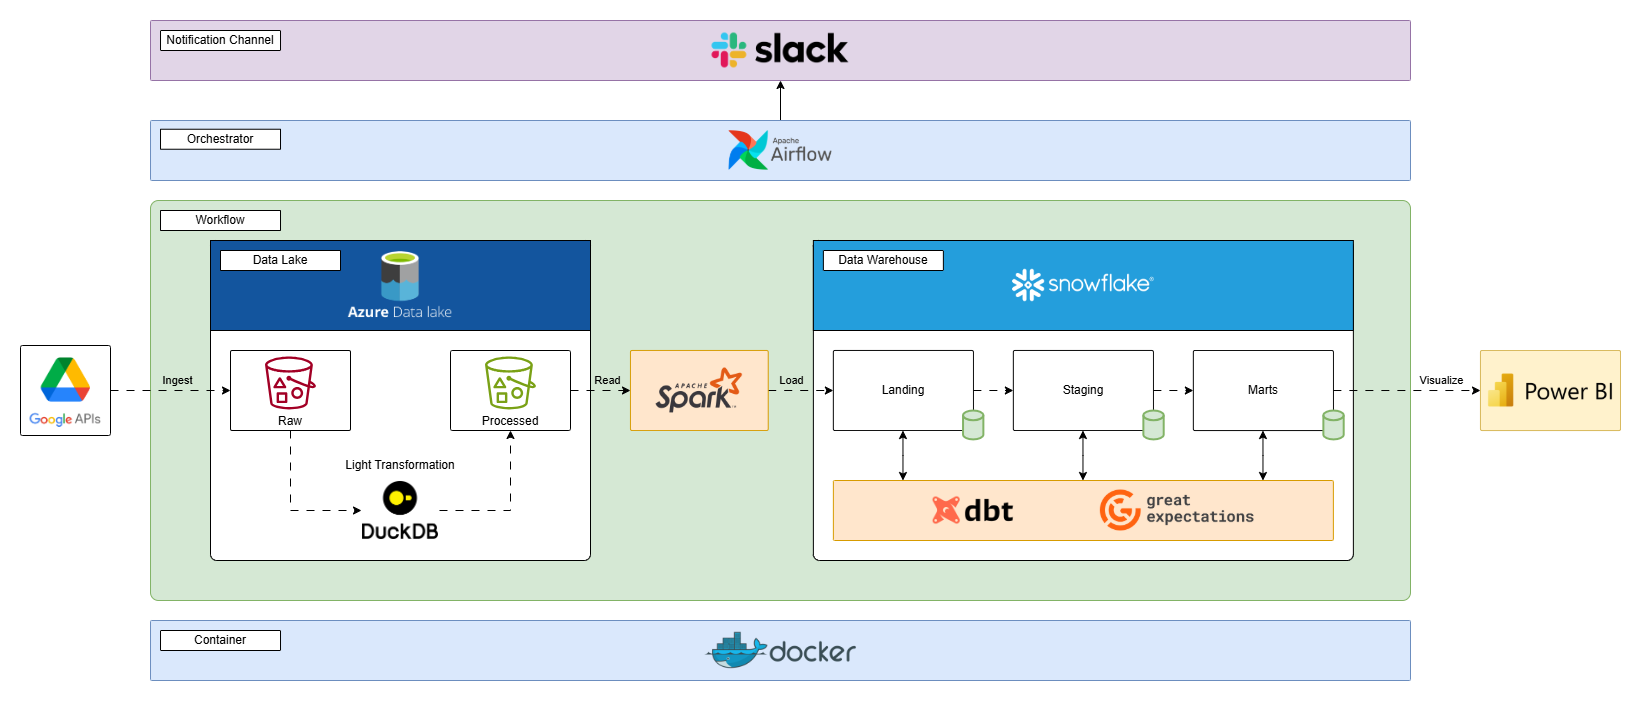 Notification Channel
slack
Orchestrator
Apache
Airflow
Workflow
Data Lake
Azure Data lake
Data Warehouse
snowflake®
Google APIs
Ingest
Raw
Processed
Light Transformation
DuckDB
Read
APACHE
Spark™
Load
Landing
Staging
Marts
dbt
great
expectations
Visualize
Power BI
Container
docker